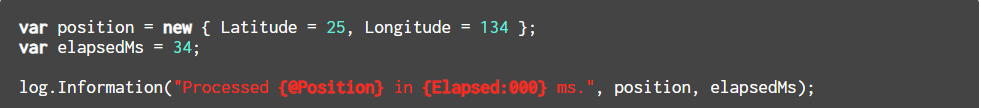 var position = new { Latitude = 25, Longitude = 134 };
var elapsedMs = 34;
log.Information("Processed {@Position} in {Elapsed:000} ms.", position, elapsedMs);